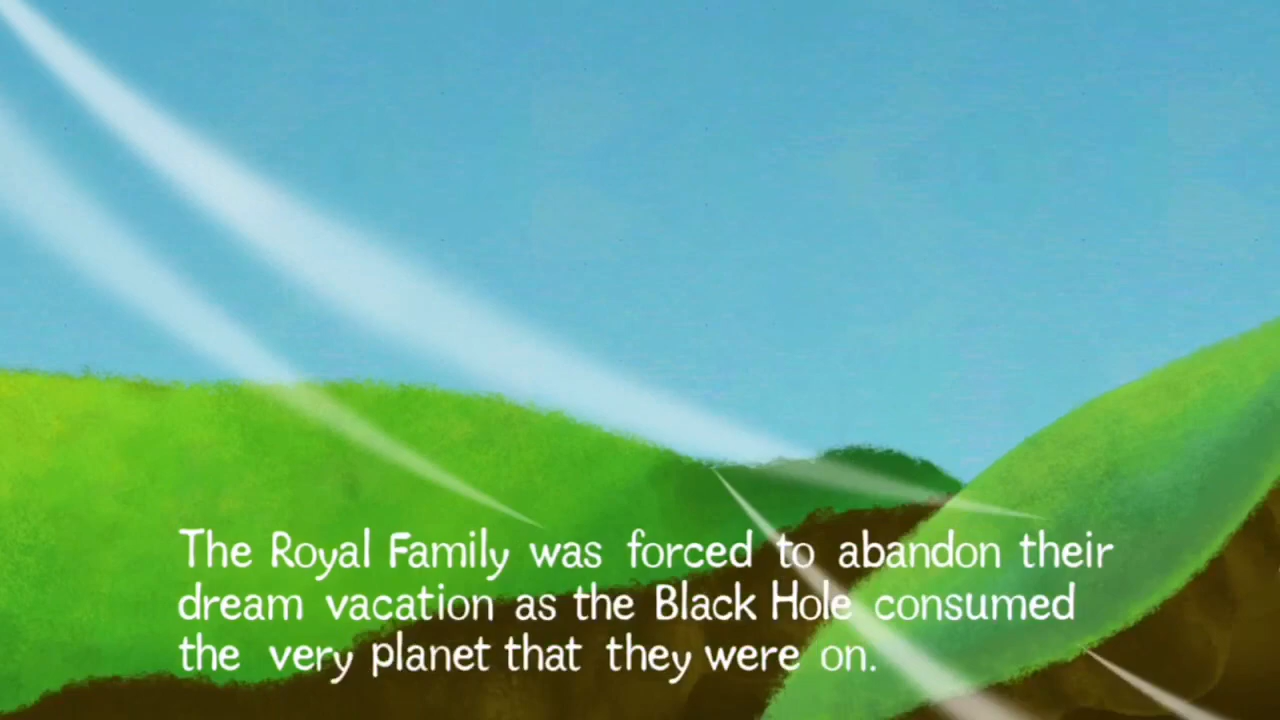 The Royal Family was forced to abandon their
dream vacation as the Black Hole consumed
the very planet that they were on.